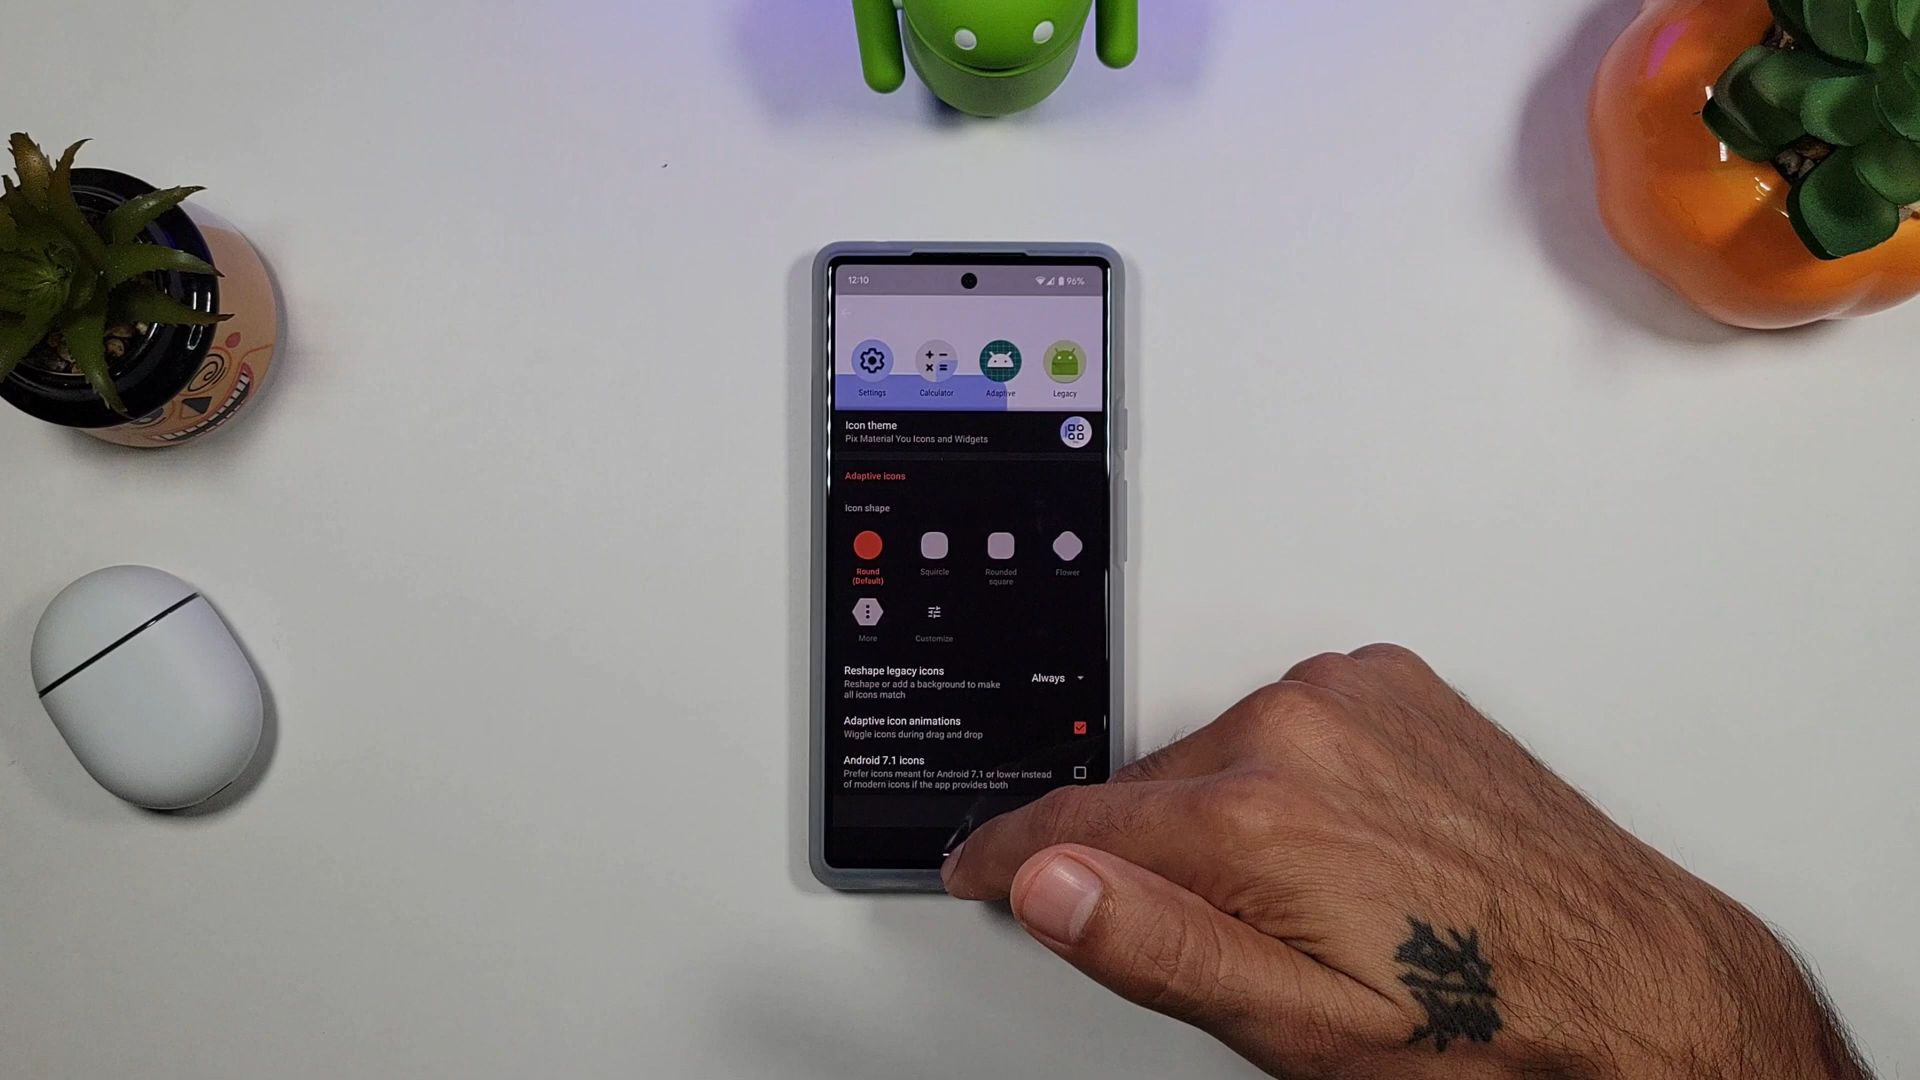 12:10
96%
Settings
Calculator
Adaptive
Legacy
Icon theme
Pix Material You Icons and Widgets
Adaptive icons
Icon shape
Round
(Default)
Squircle
Rounded
square
Flower
More
Customize
Reshape legacy icons
Reshape or add a background to make
all icons match
Always
Adaptive icon animations
Wiggle icons during drag and drop
Android 7.1 icons
Prefer icons meant for Android 7.1 or lower instead
of modern icons if the app provides both